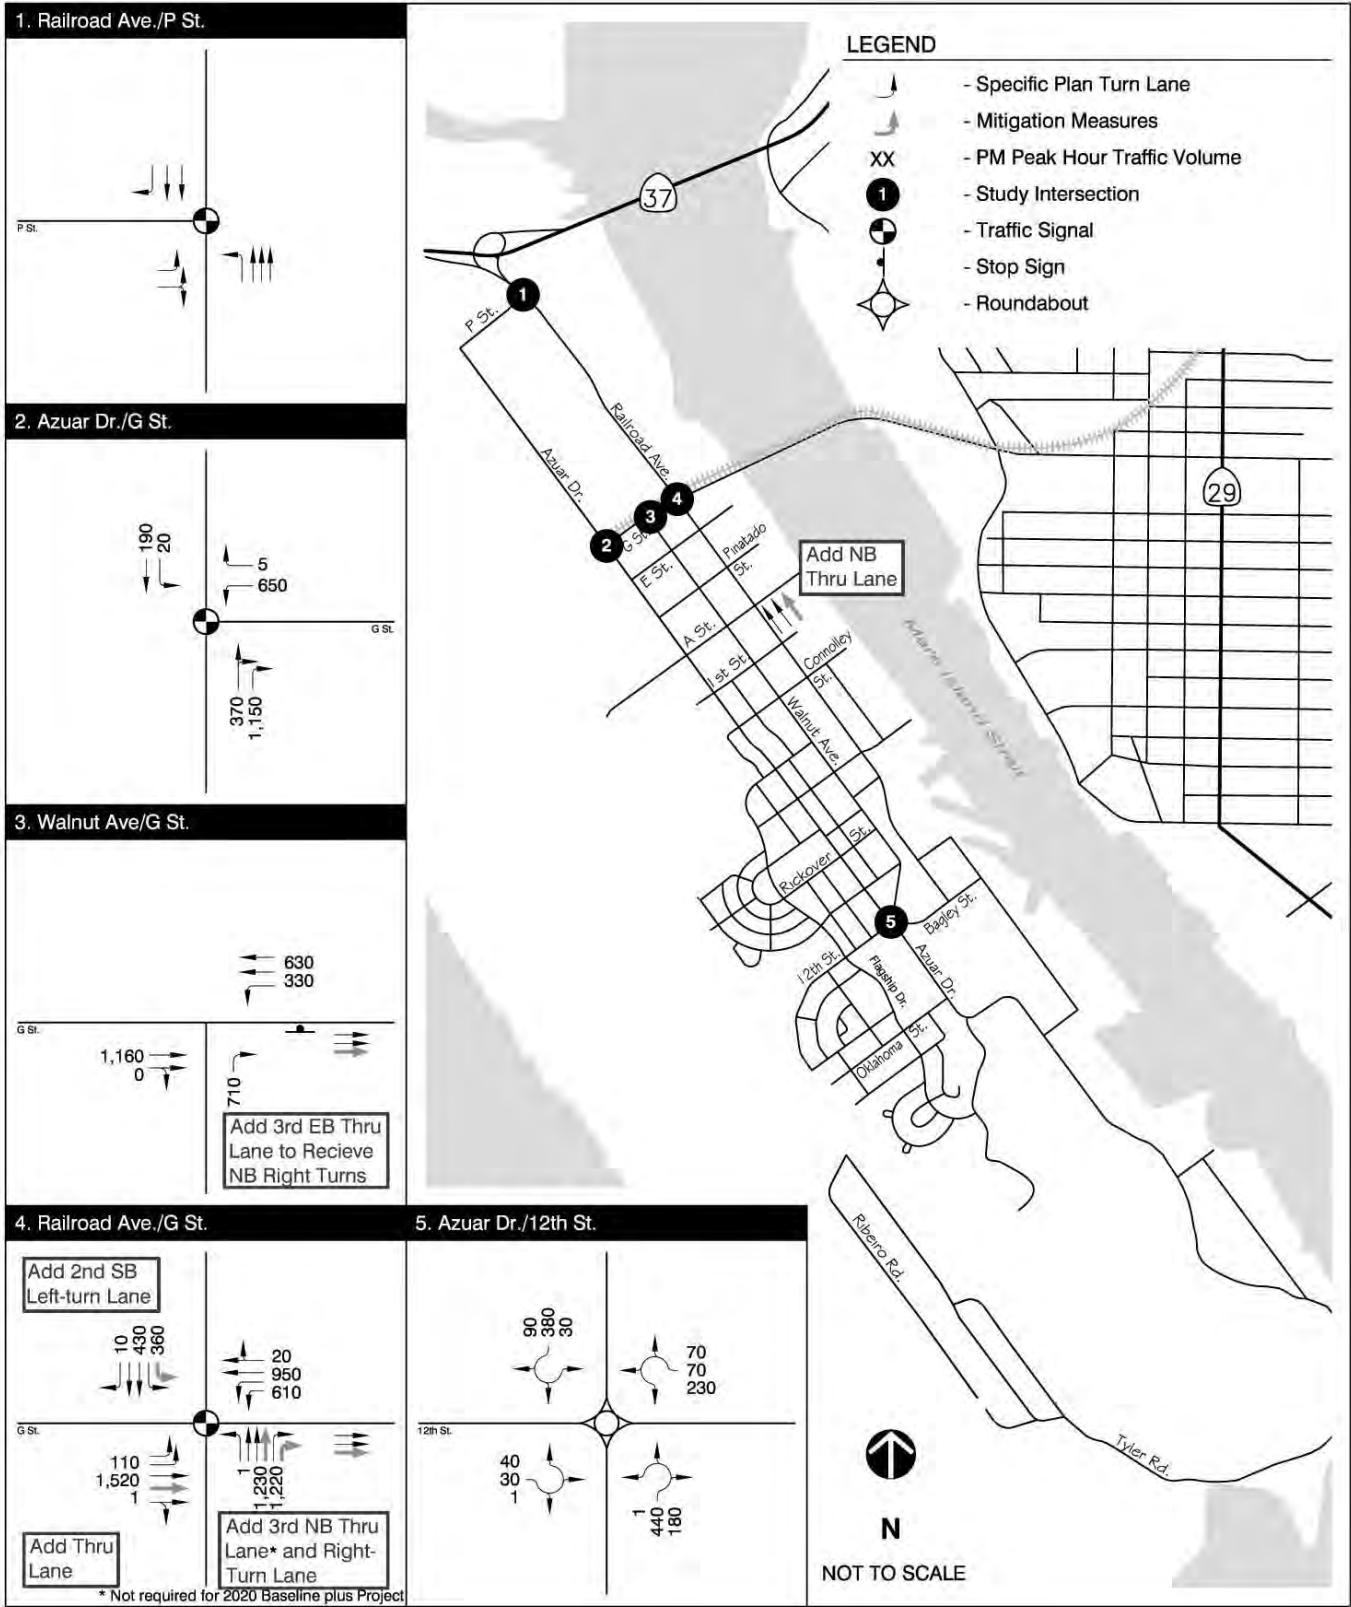 1. Railroad Ave./P St.
P St.
2. Azuar Dr./G St.
190
20
5
650
G St.
370
1,150
3. Walnut Ave/G St.
630
330
G St.
1,160
0
710
Add 3rd EB Thru
Lane to Recieve
NB Right Turns
4. Railroad Ave./G St.
Add 2nd SB
Left-turn Lane
10
430
360
20
950
610
G St.
110
1,520
1
1
1,230
1,220
Add Thru
Lane
Add 3rd NB Thru
Lane* and Right-
Turn Lane
* Not required for 2020 Baseline plus Project
5. Azuar Dr./12th St.
90
380
30
70
70
230
12th St.
40
30
1
1
440
180
LEGEND
- Specific Plan Turn Lane
- Mitigation Measures
XX - PM Peak Hour Traffic Volume
1 - Study Intersection
- Traffic Signal
- Stop Sign
- Roundabout
37
1
P St.
Railroad Ave.
Azuar Dr.
4
3
2
G St.
E St.
Pinatado
St.
29
Add NB
Thru Lane
A St.
1st St.
Connolley
St.
Mare Island Strait
Walnut Ave.
Rickover St.
5
Bagley St.
12th St.
Flagship Dr.
Azuar Dr.
Oklahoma St.
Ribeiro Rd.
Tyler Rd.
N
NOT TO SCALE